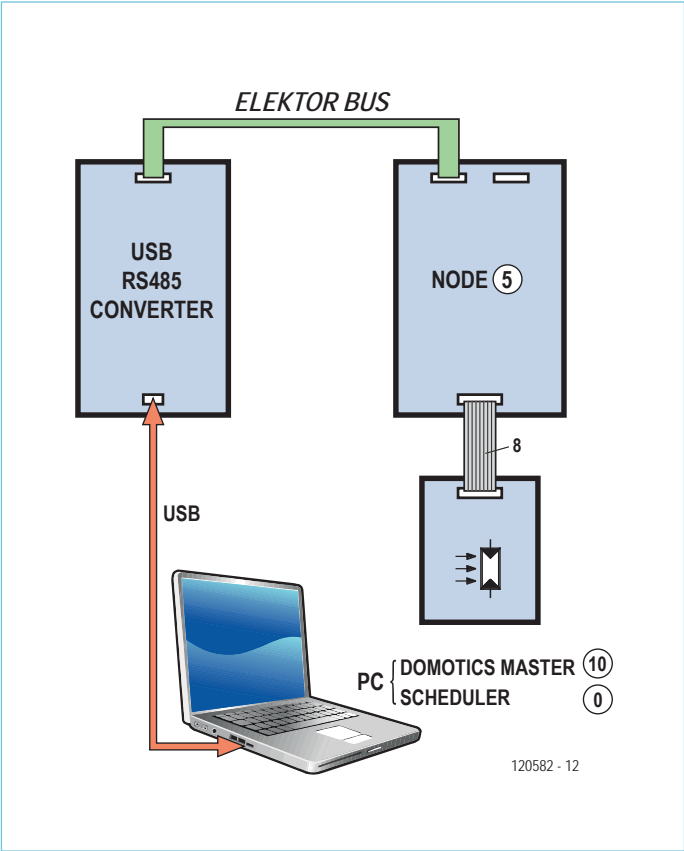 ELEKTOR BUS
USB
RS485
CONVERTER
NODE 5
8
USB
PC { DOMOTICS MASTER 10
SCHEDULER 0
120582 - 12